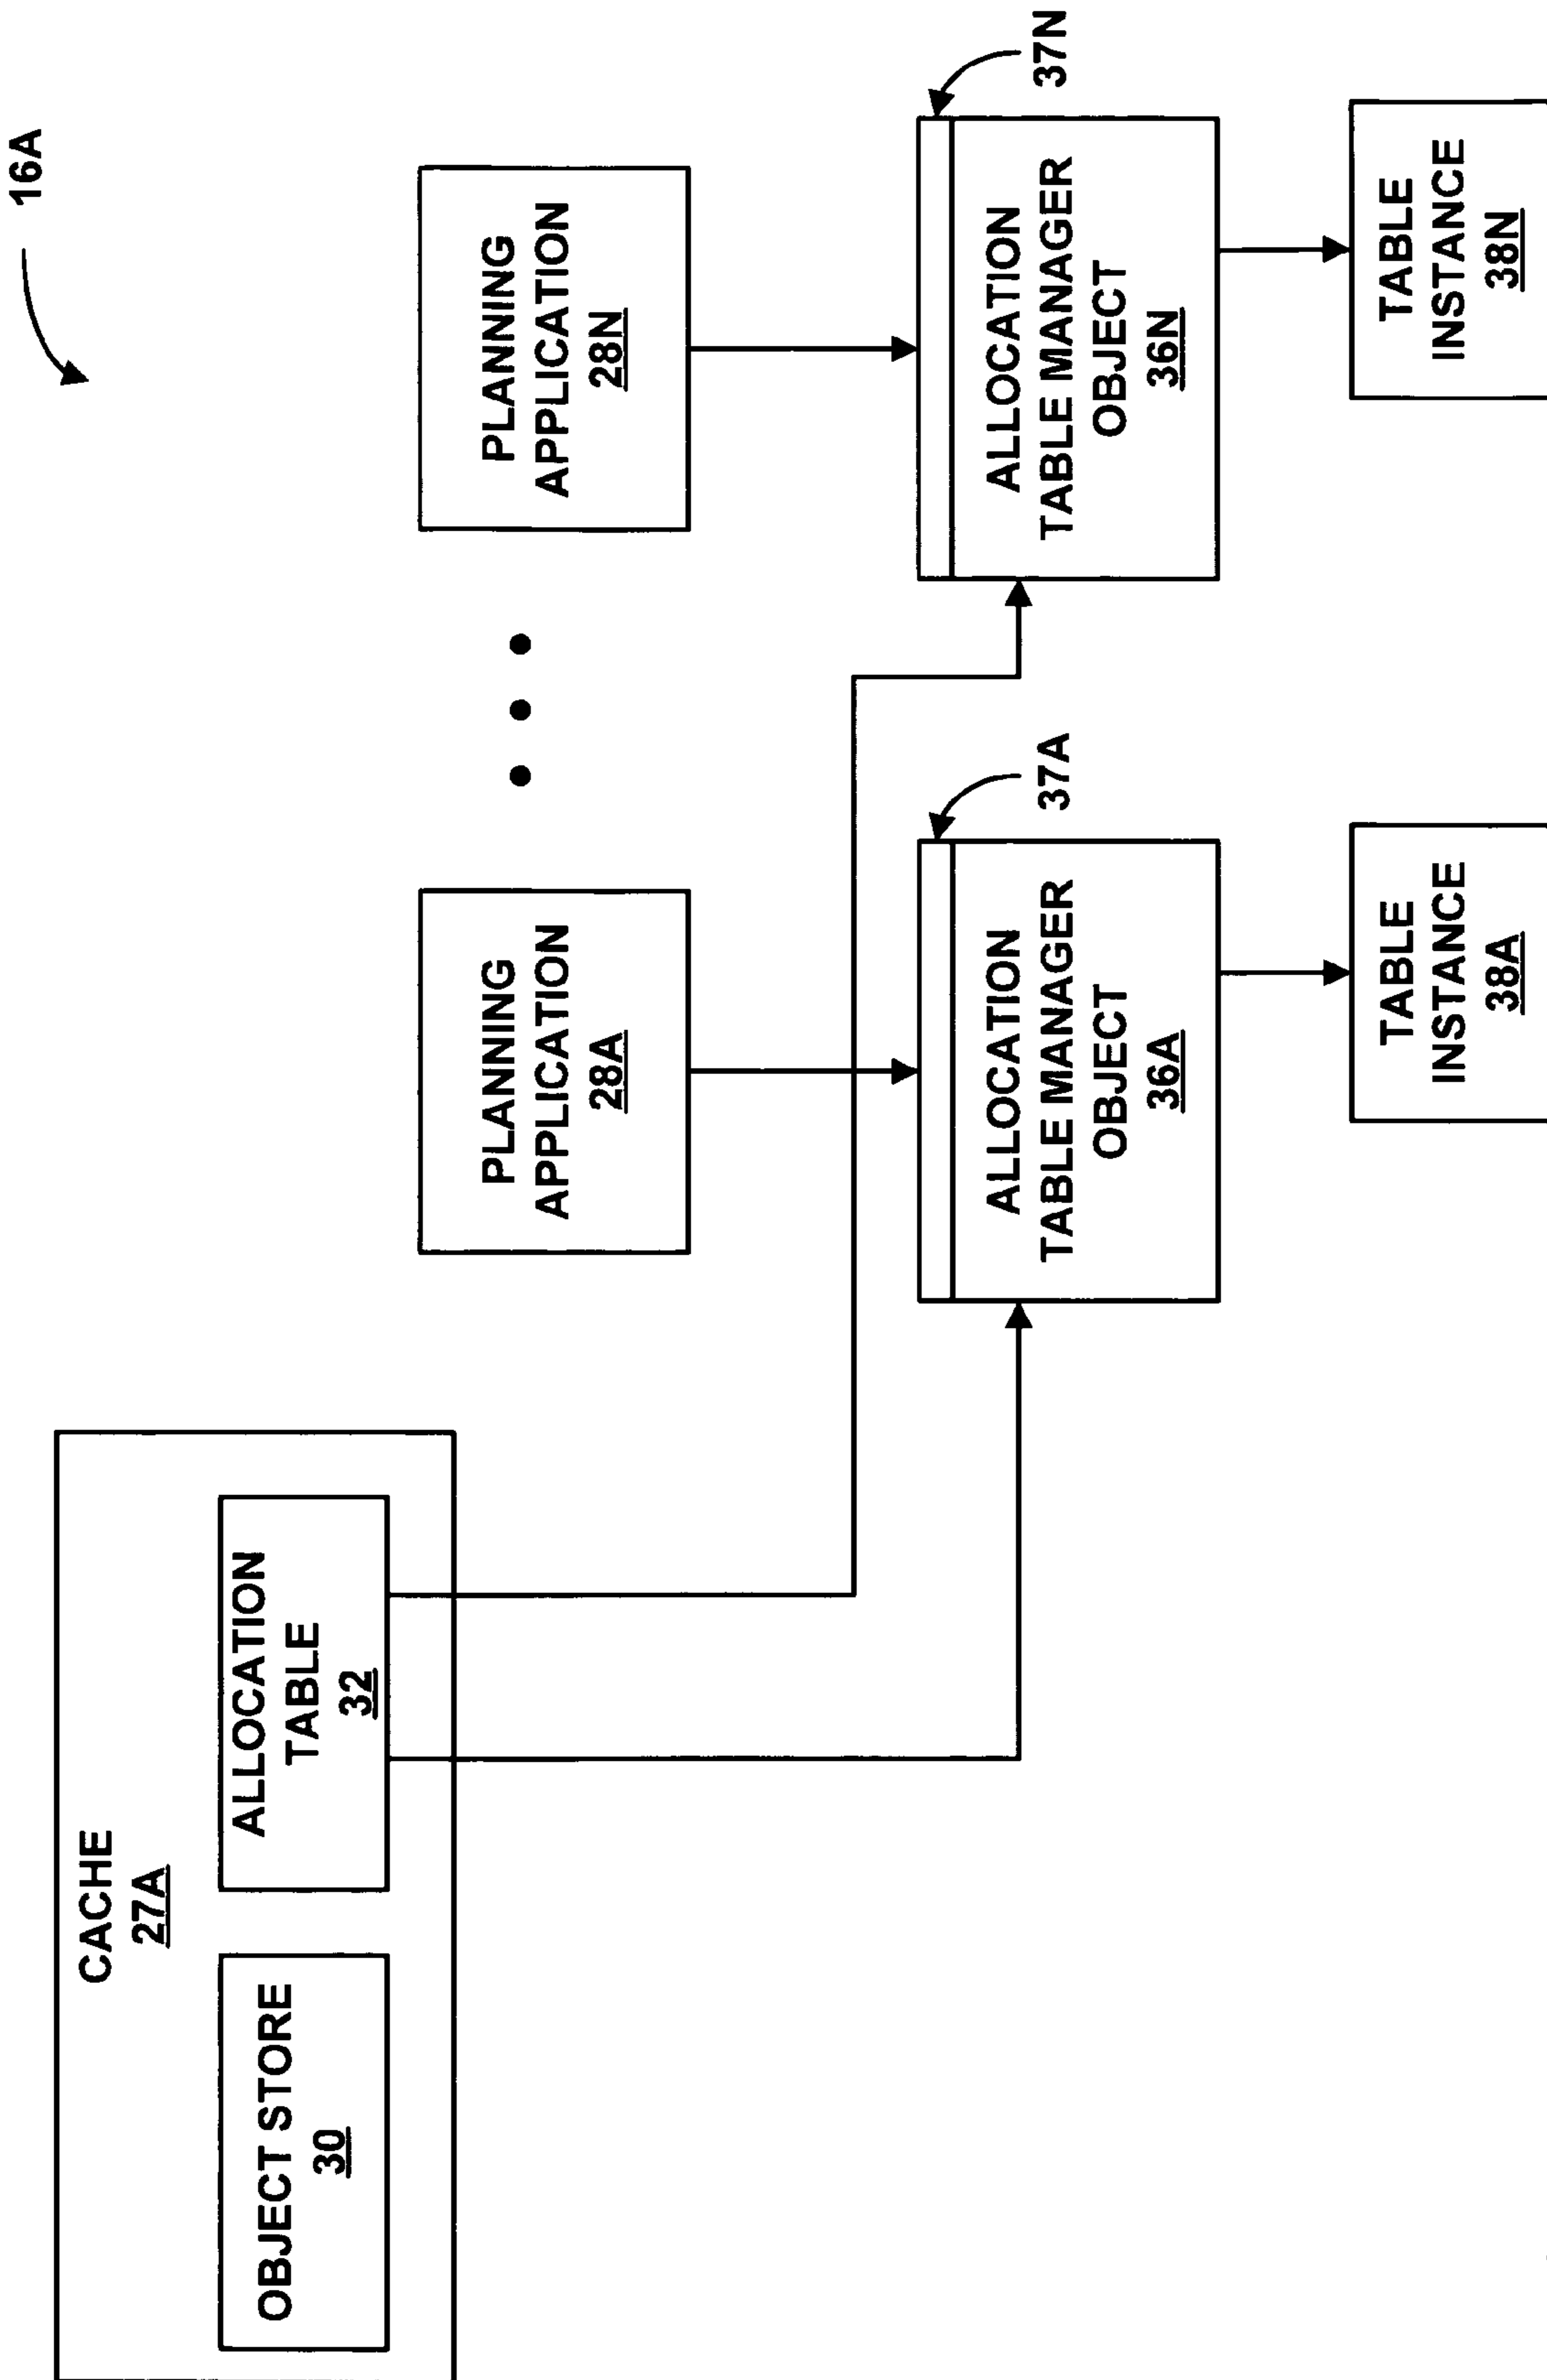 16A
CACHE
27A
OBJECT STORE
30
ALLOCATION
TABLE
32
PLANNING
APPLICATION
28A
PLANNING
APPLICATION
28N
ALLOCATION
TABLE MANAGER
OBJECT
36A
37A
ALLOCATION
TABLE MANAGER
OBJECT
36N
37N
TABLE
INSTANCE
38A
TABLE
INSTANCE
38N